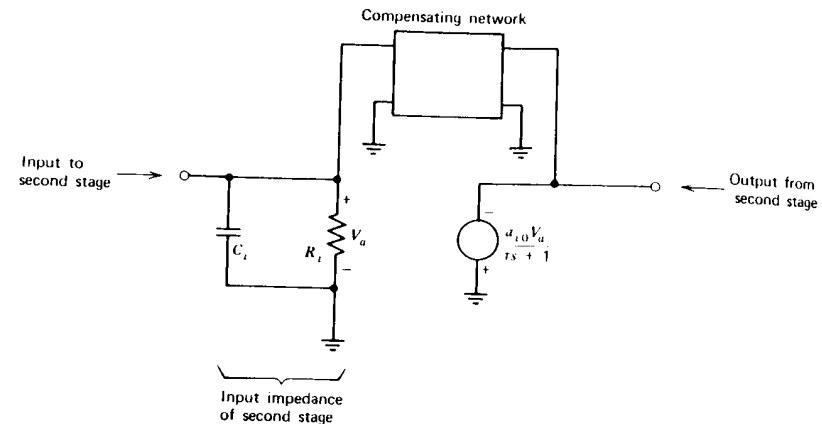 Compensating network
Input to
second stage
Output from
second stage
+
V_a
R_i
−
C_i
−
a_{i0}V_a
τs + 1
+
Input impedance
of second stage